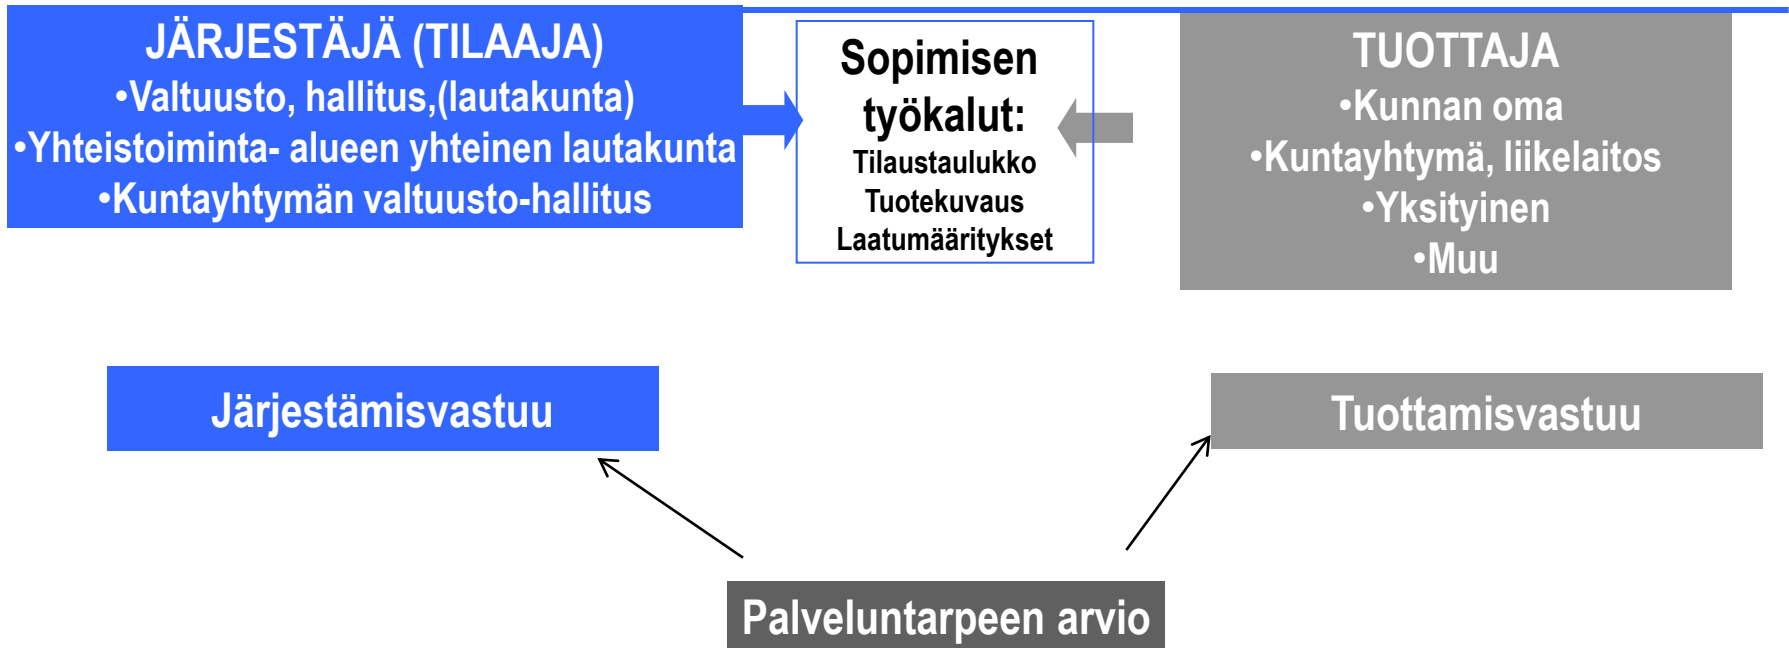 JÄRJESTÄJÄ (TILAAJA)
•Valtuusto, hallitus,(lautakunta)
•Yhteistoiminta- alueen yhteinen lautakunta
•Kuntayhtymän valtuusto-hallitus
Sopimisen
työkalut:
Tilaustaulukko
Tuotekuvaus
Laatumääritykset
TUOTTAJA
•Kunnan oma
•Kuntayhtymä, liikelaitos
•Yksityinen
•Muu
Järjestämisvastuu
Tuottamisvastuu
Palveluntarpeen arvio